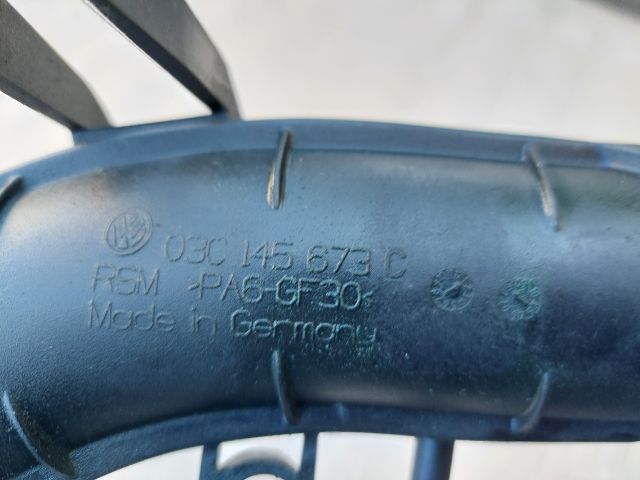 03C 145 673 C
RSM >PA6-GF30<
Made in Germany